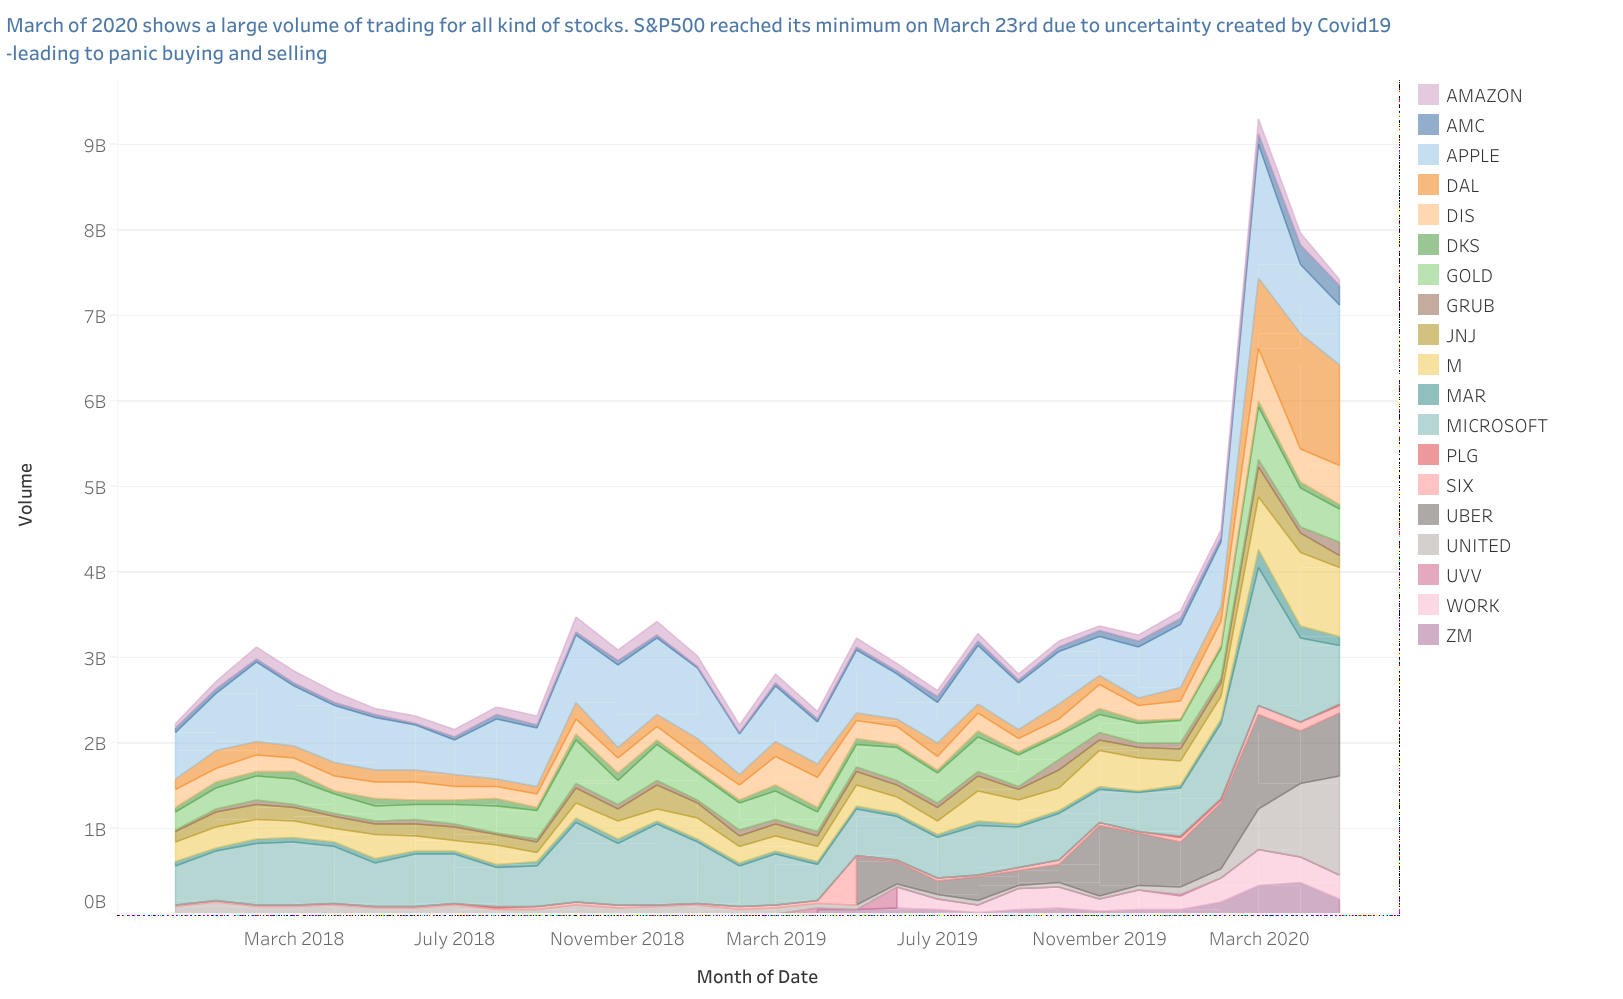 March of 2020 shows a large volume of trading for all kind of stocks. S&P500 reached its minimum on March 23rd due to uncertainty created by Covid19
-leading to panic buying and selling
9B
8B
7B
6B
5B
4B
3B
2B
1B
0B
Volume
March 2018
July 2018
November 2018
March 2019
July 2019
November 2019
March 2020
Month of Date
AMAZON
AMC
APPLE
DAL
DIS
DKS
GOLD
GRUB
JNJ
M
MAR
MICROSOFT
PLG
SIX
UBER
UNITED
UVV
WORK
ZM